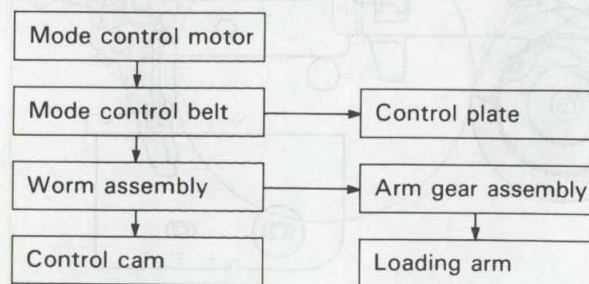 Mode control motor
Mode control belt
Control plate
Worm assembly
Arm gear assembly
Control cam
Loading arm